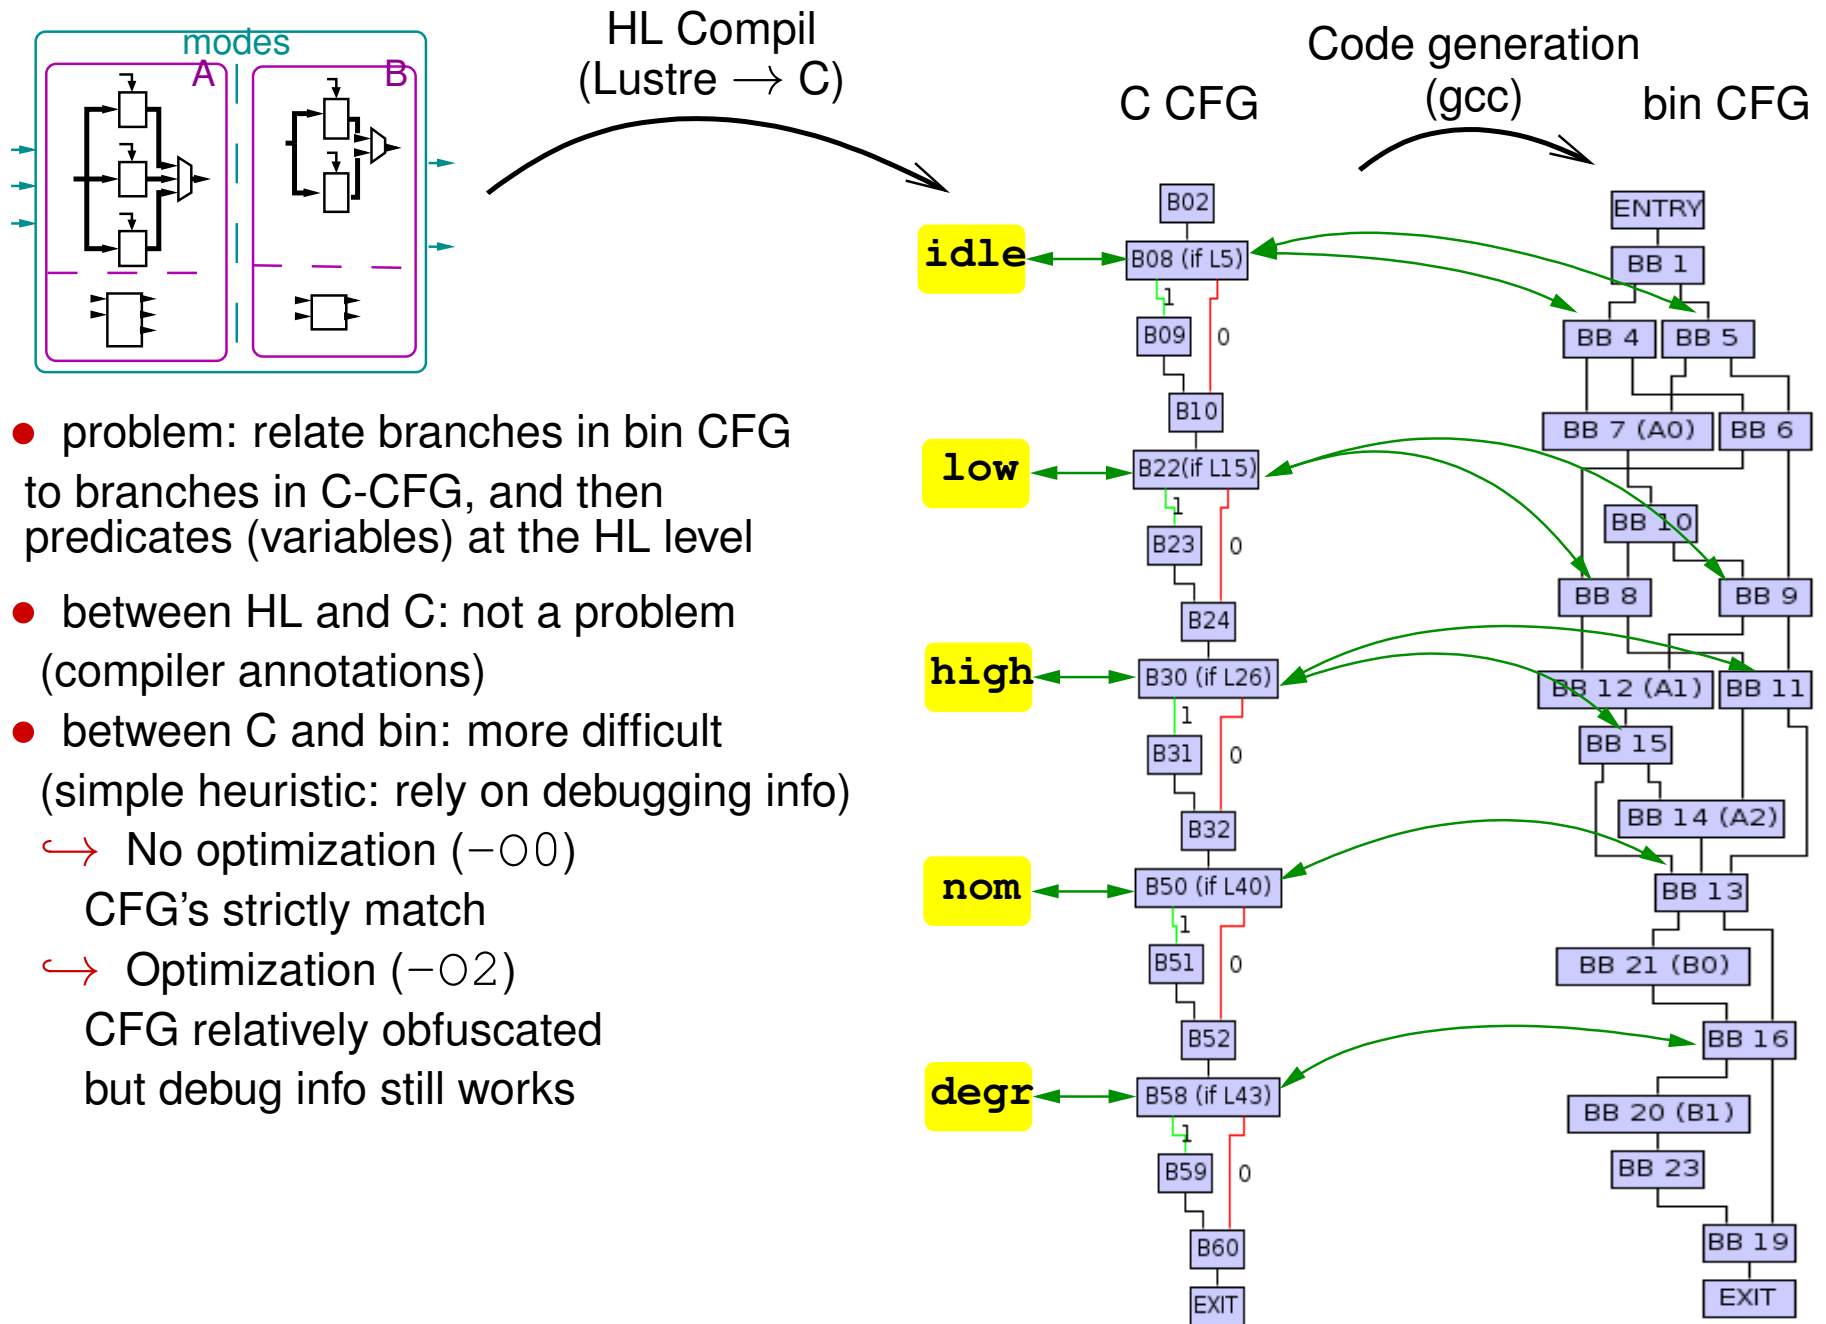 modes
A
B
HL Compil
(Lustre → C)
Code generation
(gcc)
C CFG
bin CFG
• problem: relate branches in bin CFG
to branches in C-CFG, and then
predicates (variables) at the HL level
• between HL and C: not a problem
(compiler annotations)
• between C and bin: more difficult
(simple heuristic: rely on debugging info)
↪ No optimization (-O0)
CFG's strictly match
↪ Optimization (-O2)
CFG relatively obfuscated
but debug info still works
idle
low
high
nom
degr
B02
B08 (if L5)
1
B09
0
B10
B22(if L15)
1
B23
0
B24
B30 (if L26)
1
B31
0
B32
B50 (if L40)
1
B51
0
B52
B58 (if L43)
1
B59
0
B60
EXIT
ENTRY
BB 1
BB 4
BB 5
BB 7 (A0)
BB 6
BB 10
BB 8
BB 9
BB 12 (A1)
BB 11
BB 15
BB 14 (A2)
BB 13
BB 21 (B0)
BB 16
BB 20 (B1)
BB 23
BB 19
EXIT